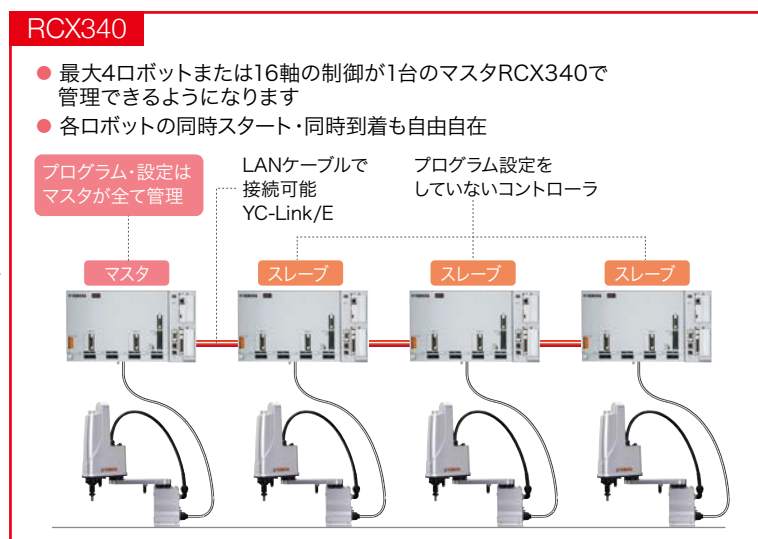 RCX340
● 最大4ロボットまたは16軸の制御が1台のマスタRCX340で
管理できるようになります
● 各ロボットの同時スタート・同時到着も自由自在
プログラム・設定は
マスタが全て管理
LANケーブルで
接続可能
YC-Link/E
プログラム設定を
していないコントローラ
マスタ
スレーブ
スレーブ
スレーブ
YAMAHA
YAMAHA
YAMAHA
YAMAHA